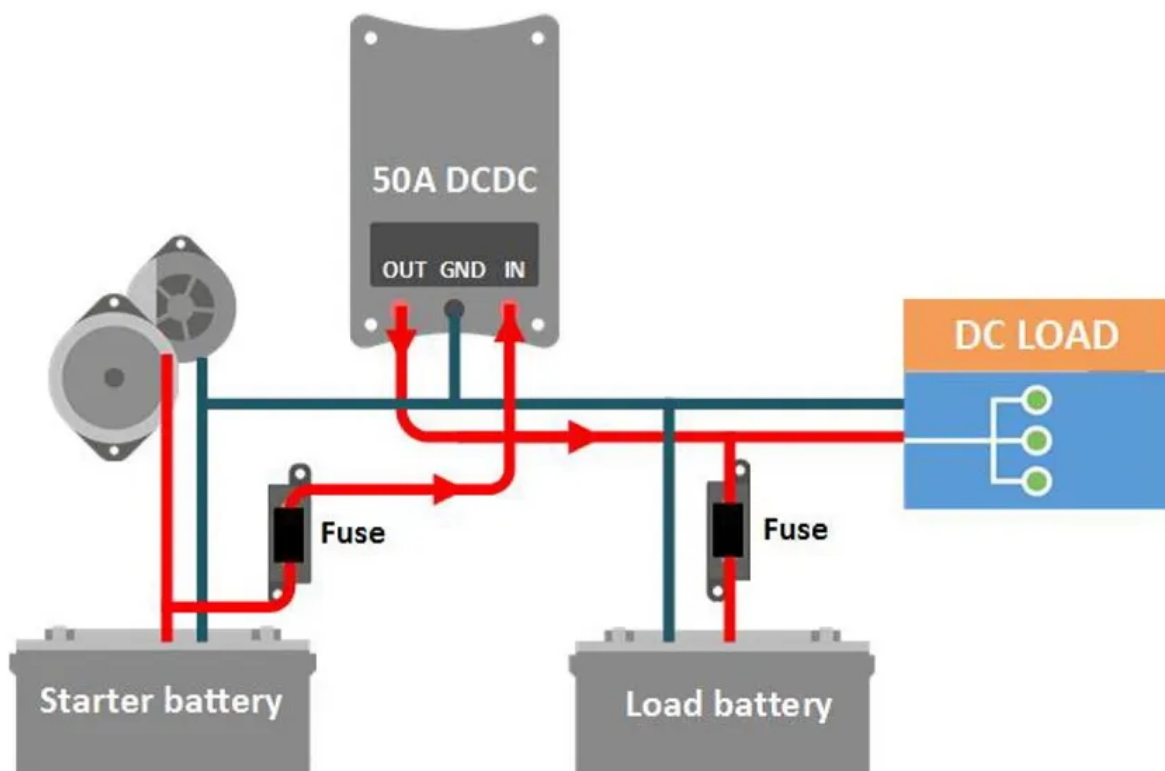 50A DCDC
OUT GND IN
DC LOAD
Fuse
Fuse
Starter battery
Load battery